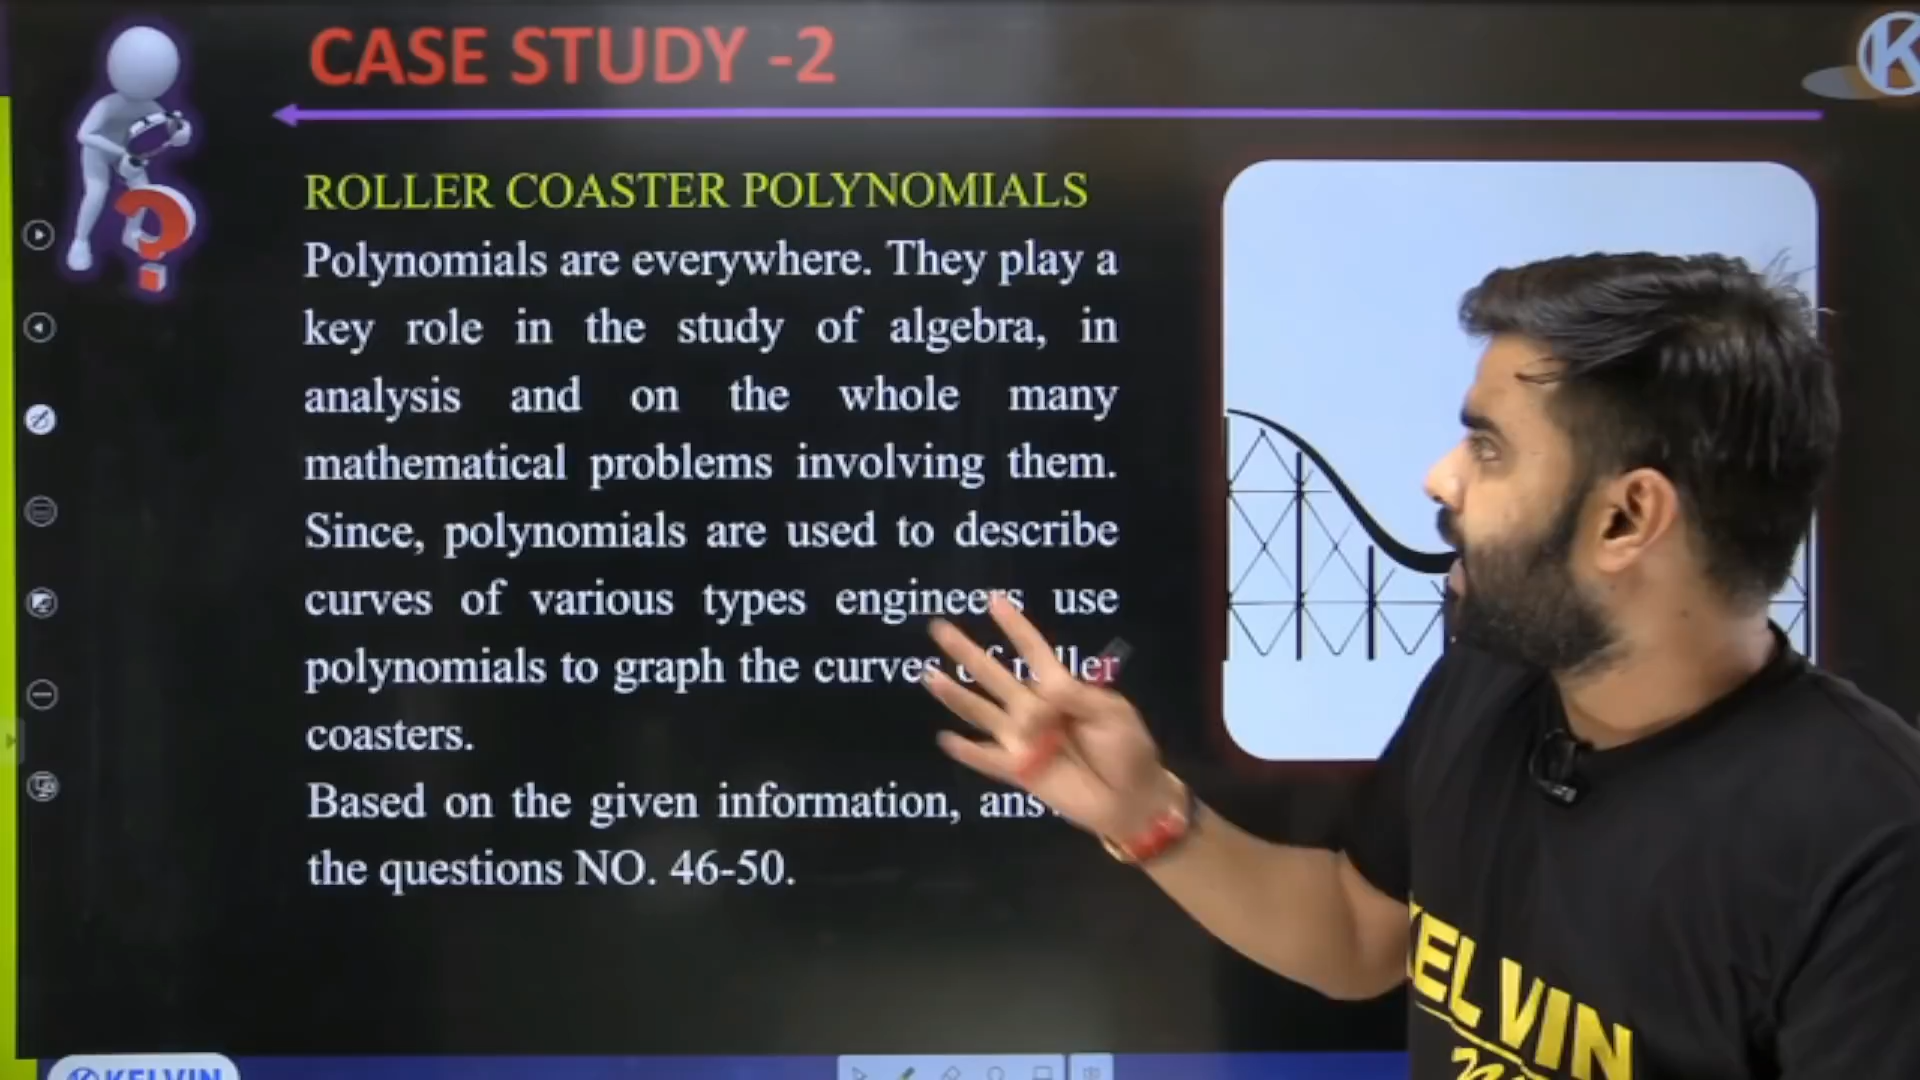 CASE STUDY -2
K
ROLLER COASTER POLYNOMIALS
Polynomials are everywhere. They play a
key role in the study of algebra, in
analysis and on the whole many
mathematical problems involving them.
Since, polynomials are used to describe
curves of various types engineers use
polynomials to graph the curves of roller
coasters.
Based on the given information,
the questions NO. 46-50.
KELVIN
KELVIN